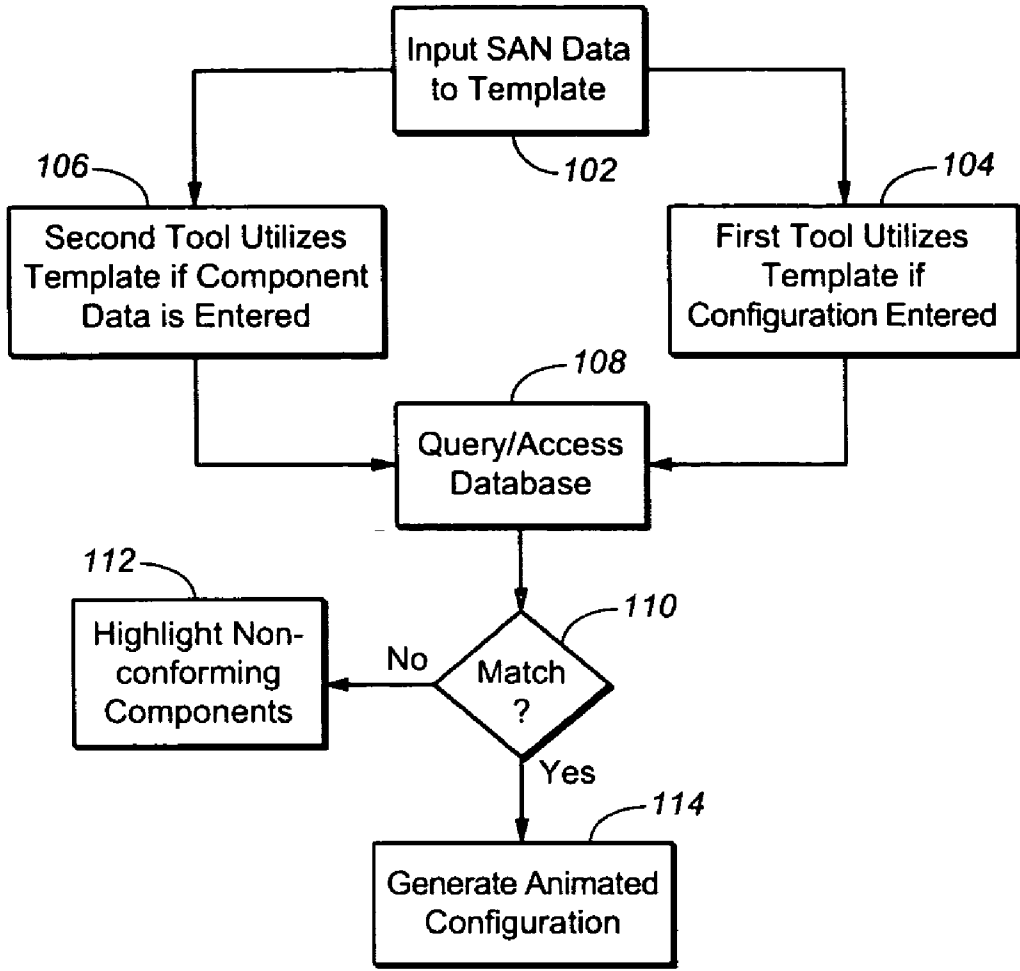 Input SAN Data
to Template
102
106
104
Second Tool Utilizes
Template if Component
Data is Entered
First Tool Utilizes
Template if
Configuration Entered
108
Query/Access
Database
112
110
Highlight Non-
conforming
Components
No
Match
?
Yes
114
Generate Animated
Configuration